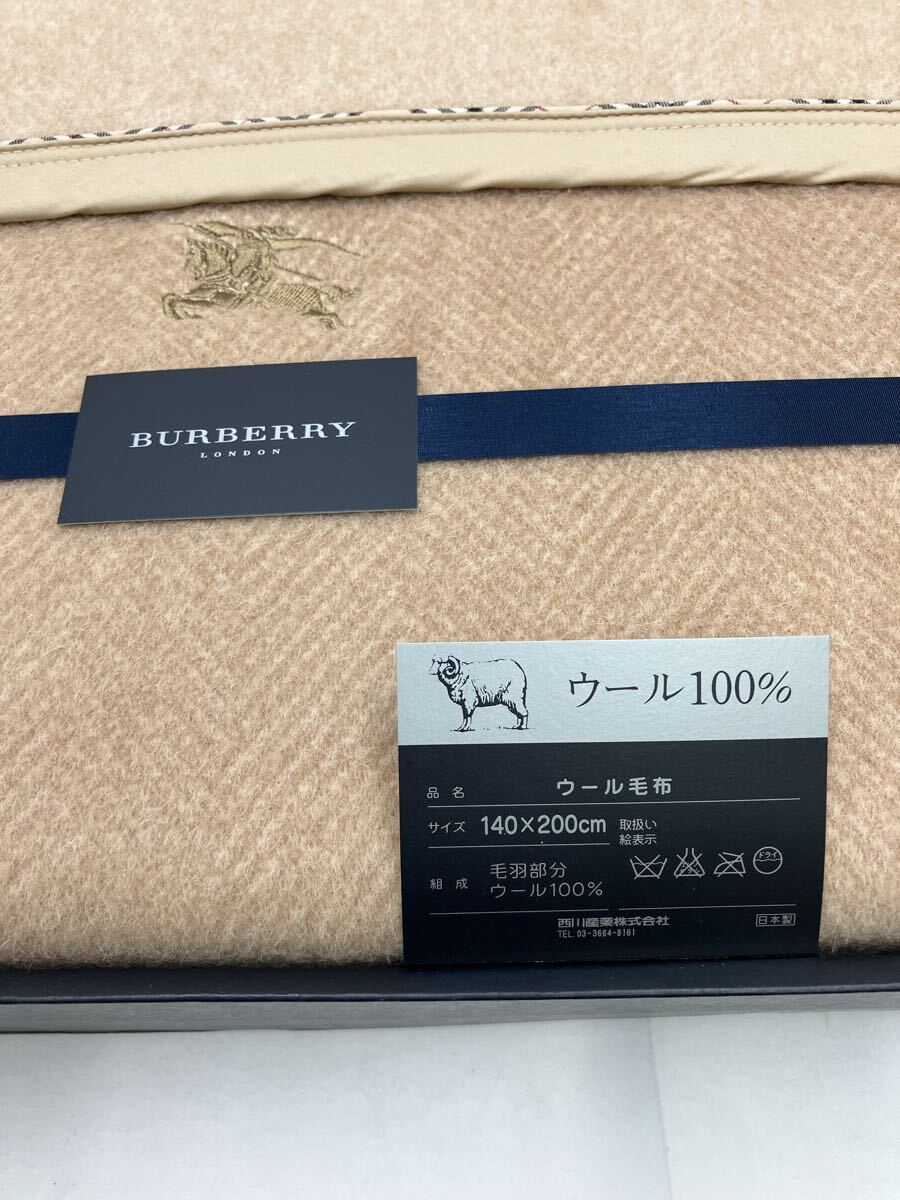 BURBERRY
LONDON
ウール100%
品名 ウール毛布
サイズ 140×200cm 取扱い
絵表示
組成 毛羽部分
ウール100%
ドライ
西川産業株式会社 日本製
TEL.03-3664-8161